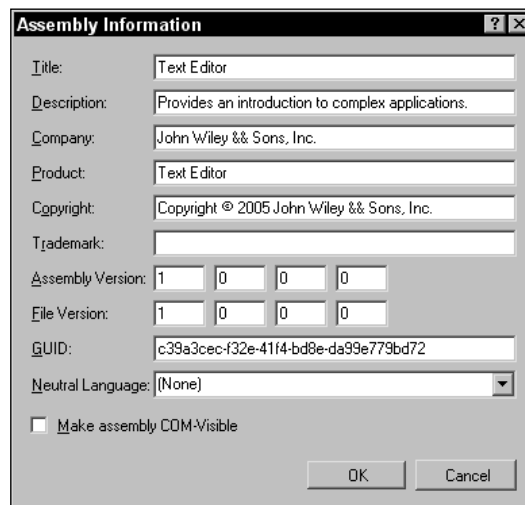 Assembly Information ? X
Title: Text Editor
Description: Provides an introduction to complex applications.
Company: John Wiley && Sons, Inc.
Product: Text Editor
Copyright: Copyright © 2005 John Wiley && Sons, Inc.
Trademark:
Assembly Version: 1 0 0 0
File Version: 1 0 0 0
GUID: c39a3cec-f32e-41f4-bd8e-da99e779bd72
Neutral Language: (None)
Make assembly COM-Visible
OK Cancel